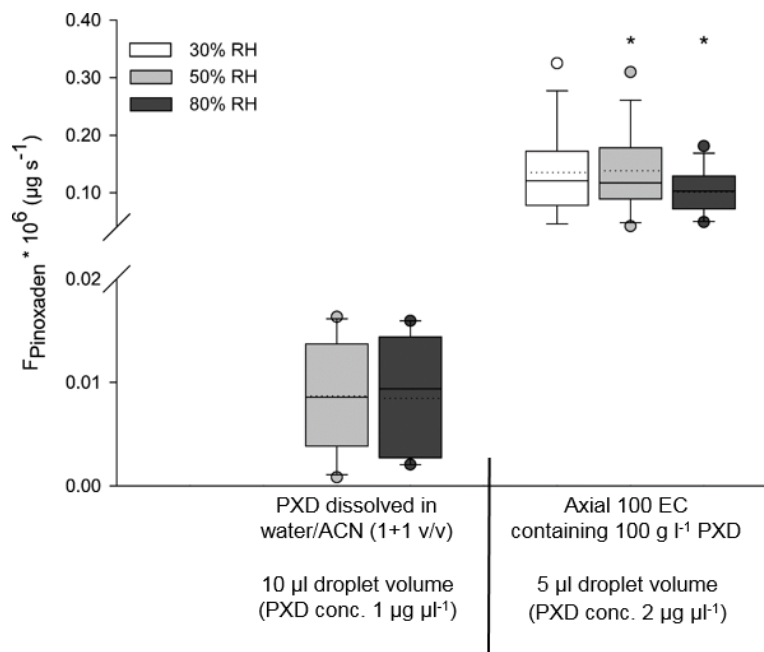 0.40
30% RH
50% RH
80% RH
* *
0.30
0.20
0.10
0.02
0.01
0.00
FPinoxaden * 10⁶ (µg s⁻¹)
PXD dissolved in
water/ACN (1+1 v/v)
10 µl droplet volume
(PXD conc. 1 µg µl⁻¹)
Axial 100 EC
containing 100 g l⁻¹ PXD
5 µl droplet volume
(PXD conc. 2 µg µl⁻¹)